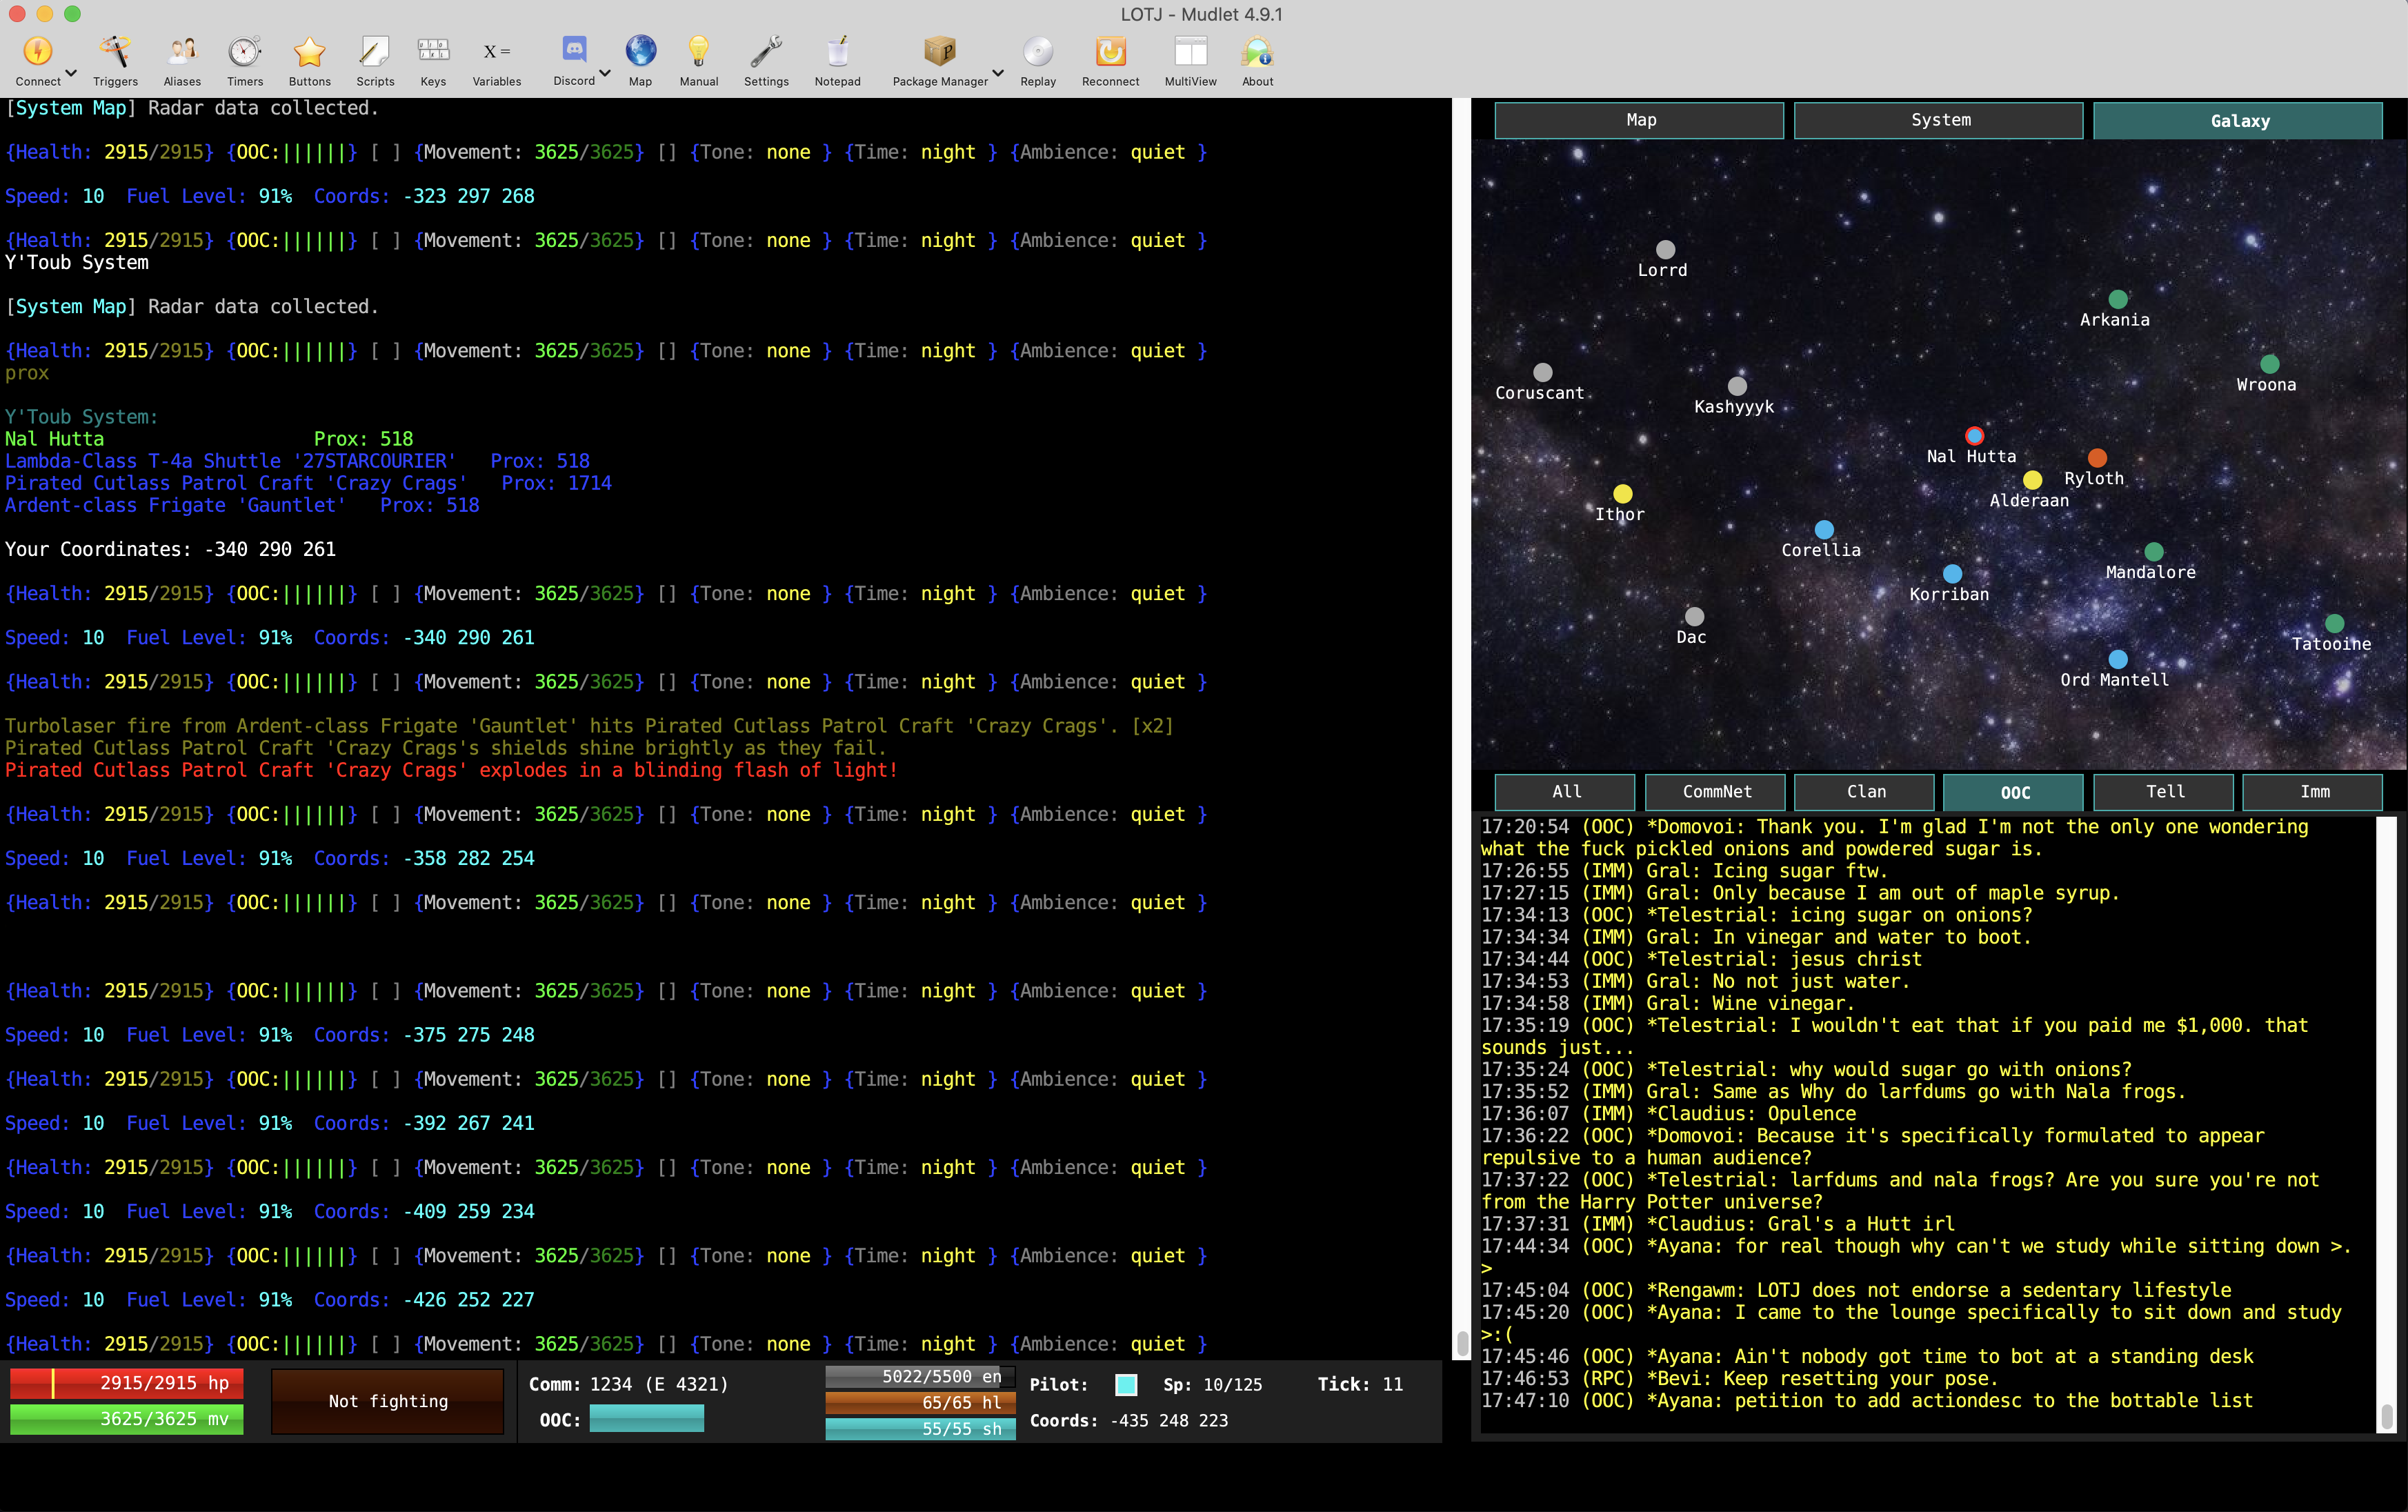 LOTJ - Mudlet 4.9.1
Connect Triggers Aliases Timers Buttons Scripts Keys Variables Discord Map Manual Settings Notepad Package Manager Replay Reconnect MultiView About
[System Map] Radar data collected.
{Health: 2915/2915} {OOC:||||||} [ ] {Movement: 3625/3625} [] {Tone: none } {Time: night } {Ambience: quiet }
Speed: 10 Fuel Level: 91% Coords: -323 297 268
{Health: 2915/2915} {OOC:||||||} [ ] {Movement: 3625/3625} [] {Tone: none } {Time: night } {Ambience: quiet }
Y'Toub System
[System Map] Radar data collected.
{Health: 2915/2915} {OOC:||||||} [ ] {Movement: 3625/3625} [] {Tone: none } {Time: night } {Ambience: quiet }
prox
Y'Toub System:
Nal Hutta Prox: 518
Lambda-Class T-4a Shuttle '27STARCOURIER' Prox: 518
Pirated Cutlass Patrol Craft 'Crazy Crags' Prox: 1714
Ardent-class Frigate 'Gauntlet' Prox: 518
Your Coordinates: -340 290 261
{Health: 2915/2915} {OOC:||||||} [ ] {Movement: 3625/3625} [] {Tone: none } {Time: night } {Ambience: quiet }
Speed: 10 Fuel Level: 91% Coords: -340 290 261
{Health: 2915/2915} {OOC:||||||} [ ] {Movement: 3625/3625} [] {Tone: none } {Time: night } {Ambience: quiet }
Turbolaser fire from Ardent-class Frigate 'Gauntlet' hits Pirated Cutlass Patrol Craft 'Crazy Crags'. [x2]
Pirated Cutlass Patrol Craft 'Crazy Crags's shields shine brightly as they fail.
Pirated Cutlass Patrol Craft 'Crazy Crags' explodes in a blinding flash of light!
{Health: 2915/2915} {OOC:||||||} [ ] {Movement: 3625/3625} [] {Tone: none } {Time: night } {Ambience: quiet }
Speed: 10 Fuel Level: 91% Coords: -358 282 254
{Health: 2915/2915} {OOC:||||||} [ ] {Movement: 3625/3625} [] {Tone: none } {Time: night } {Ambience: quiet }
{Health: 2915/2915} {OOC:||||||} [ ] {Movement: 3625/3625} [] {Tone: none } {Time: night } {Ambience: quiet }
Speed: 10 Fuel Level: 91% Coords: -375 275 248
{Health: 2915/2915} {OOC:||||||} [ ] {Movement: 3625/3625} [] {Tone: none } {Time: night } {Ambience: quiet }
Speed: 10 Fuel Level: 91% Coords: -392 267 241
{Health: 2915/2915} {OOC:||||||} [ ] {Movement: 3625/3625} [] {Tone: none } {Time: night } {Ambience: quiet }
Speed: 10 Fuel Level: 91% Coords: -409 259 234
{Health: 2915/2915} {OOC:||||||} [ ] {Movement: 3625/3625} [] {Tone: none } {Time: night } {Ambience: quiet }
Speed: 10 Fuel Level: 91% Coords: -426 252 227
{Health: 2915/2915} {OOC:||||||} [ ] {Movement: 3625/3625} [] {Tone: none } {Time: night } {Ambience: quiet }
2915/2915 hp
3625/3625 mv
Not fighting
Comm: 1234 (E 4321)
OOC:
5022/5500 en
65/65 hl
55/55 sh
Pilot: Sp: 10/125 Tick: 11
Coords: -435 248 223
Map System Galaxy
Lorrd
Arkania
Coruscant
Kashyyyk
Wroona
Nal Hutta
Ryloth
Alderaan
Ithor
Corellia
Mandalore
Korriban
Dac
Tatooine
Ord Mantell
All CommNet Clan OOC Tell Imm
17:20:54 (OOC) *Domovoi: Thank you. I'm glad I'm not the only one wondering
what the fuck pickled onions and powdered sugar is.
17:26:55 (IMM) Gral: Icing sugar ftw.
17:27:15 (IMM) Gral: Only because I am out of maple syrup.
17:34:13 (OOC) *Telestrial: icing sugar on onions?
17:34:34 (IMM) Gral: In vinegar and water to boot.
17:34:44 (OOC) *Telestrial: jesus christ
17:34:53 (IMM) Gral: No not just water.
17:34:58 (IMM) Gral: Wine vinegar.
17:35:19 (OOC) *Telestrial: I wouldn't eat that if you paid me $1,000. that
sounds just...
17:35:24 (OOC) *Telestrial: why would sugar go with onions?
17:35:52 (IMM) Gral: Same as Why do larfdums go with Nala frogs.
17:36:07 (IMM) *Claudius: Opulence
17:36:22 (OOC) *Domovoi: Because it's specifically formulated to appear
repulsive to a human audience?
17:37:22 (OOC) *Telestrial: larfdums and nala frogs? Are you sure you're not
from the Harry Potter universe?
17:37:31 (IMM) *Claudius: Gral's a Hutt irl
17:44:34 (OOC) *Ayana: for real though why can't we study while sitting down >.
>
17:45:04 (OOC) *Rengawm: LOTJ does not endorse a sedentary lifestyle
17:45:20 (OOC) *Ayana: I came to the lounge specifically to sit down and study
>:(
17:45:46 (OOC) *Ayana: Ain't nobody got time to bot at a standing desk
17:46:53 (RPC) *Bevi: Keep resetting your pose.
17:47:10 (OOC) *Ayana: petition to add actiondesc to the bottable list